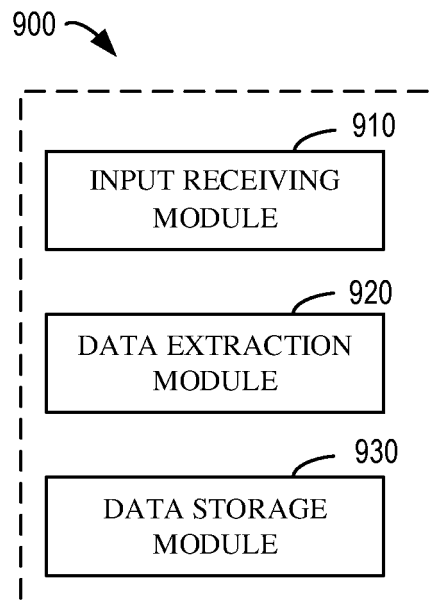 900
910
INPUT RECEIVING
MODULE
920
DATA EXTRACTION
MODULE
930
DATA STORAGE
MODULE